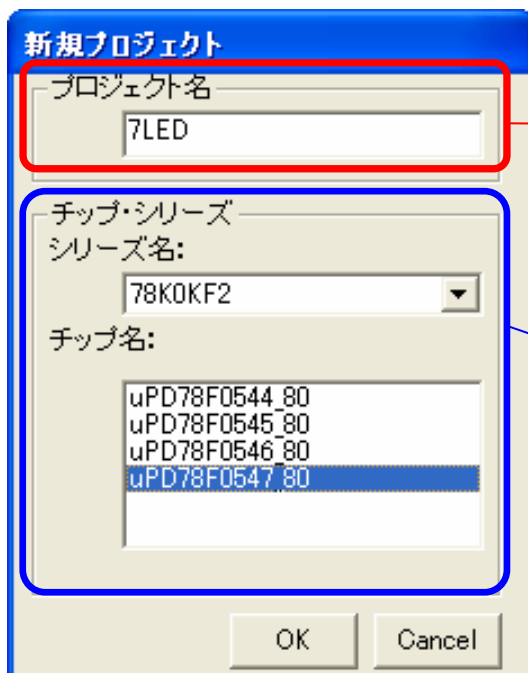 新規プロジェクト
プロジェクト名
7LED
チップ・シリーズ
シリーズ名:
78K0KF2
チップ名:
uPD78F0544_80
uPD78F0545_80
uPD78F0546_80
uPD78F0547_80
OK
Cancel